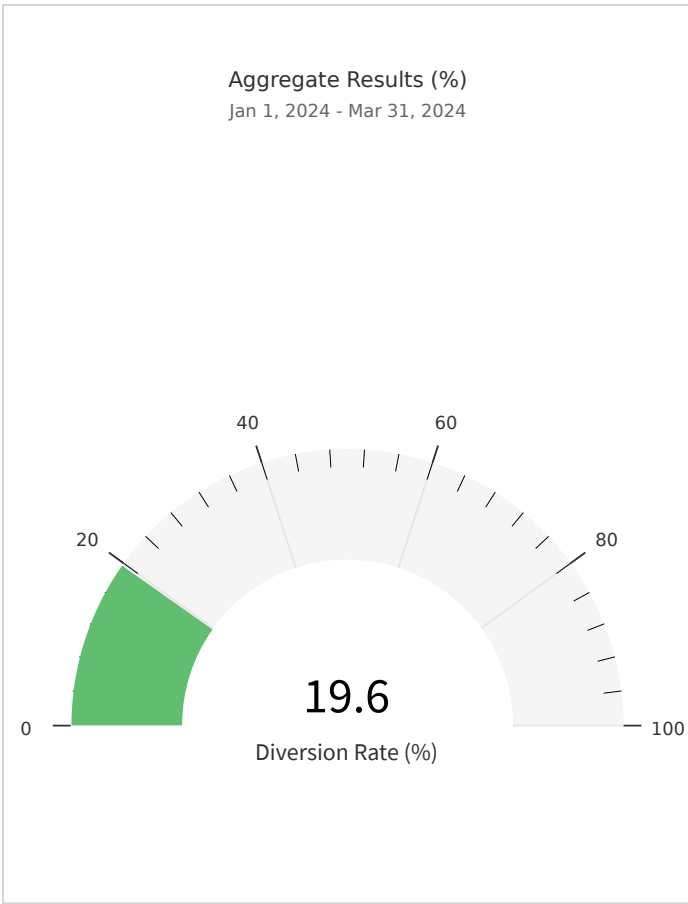 Aggregate Results (%)
Jan 1, 2024 - Mar 31, 2024
40
60
20
80
19.6
0
100
Diversion Rate (%)